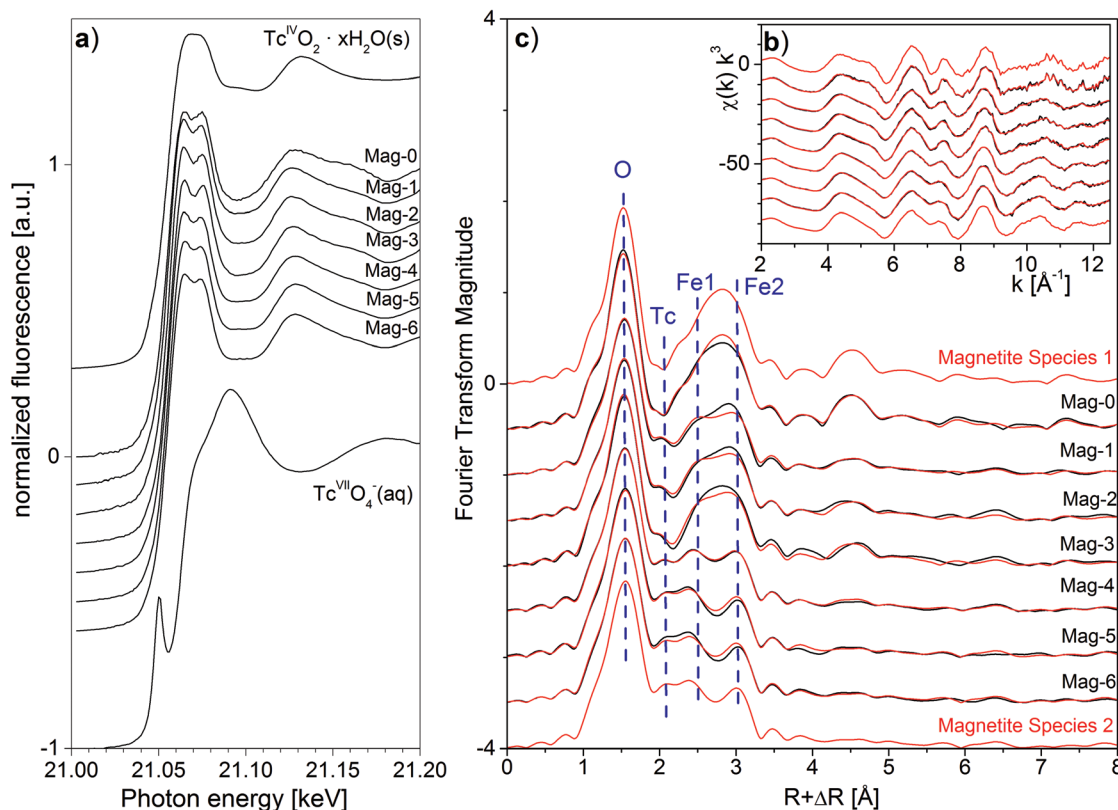 a)
Tc^IV O₂ · xH₂O(s)
Mag-0
Mag-1
Mag-2
Mag-3
Mag-4
Mag-5
Mag-6
Tc^VII O₄⁻(aq)
normalized fluorescence [a.u.]
1
0
-1
21.00 21.05 21.10 21.15 21.20
Photon energy [keV]
c)
4
0
-4
Fourier Transform Magnitude
O
Tc
Fe1
Fe2
Magnetite Species 1
Mag-0
Mag-1
Mag-2
Mag-3
Mag-4
Mag-5
Mag-6
Magnetite Species 2
0 1 2 3 4 5 6 7 8
R+ΔR [Å]
b)
χ(k) k³
0
-50
2 4 6 8 10 12
k [Å⁻¹]